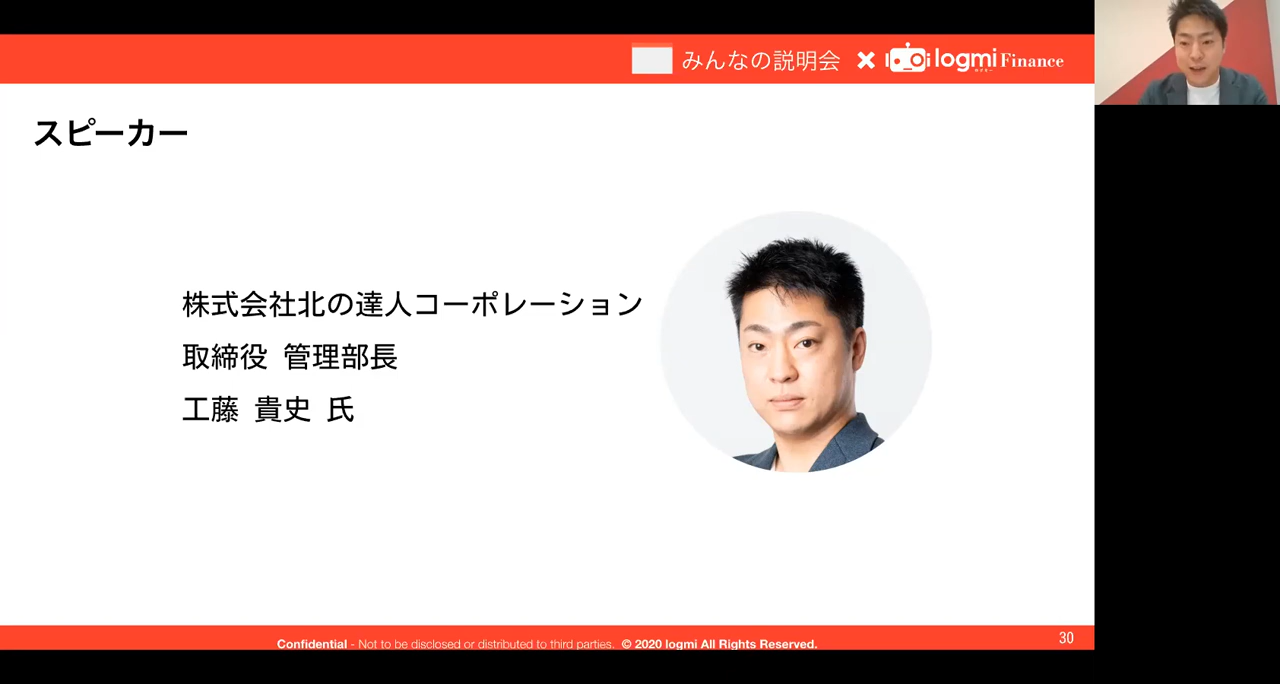 みんなの説明会 × logmi Finance
スピーカー
株式会社北の達人コーポレーション
取締役 管理部長
工藤 貴史 氏
Confidential - Not to be disclosed or distributed to third parties. © 2020 logmi All Rights Reserved.
30